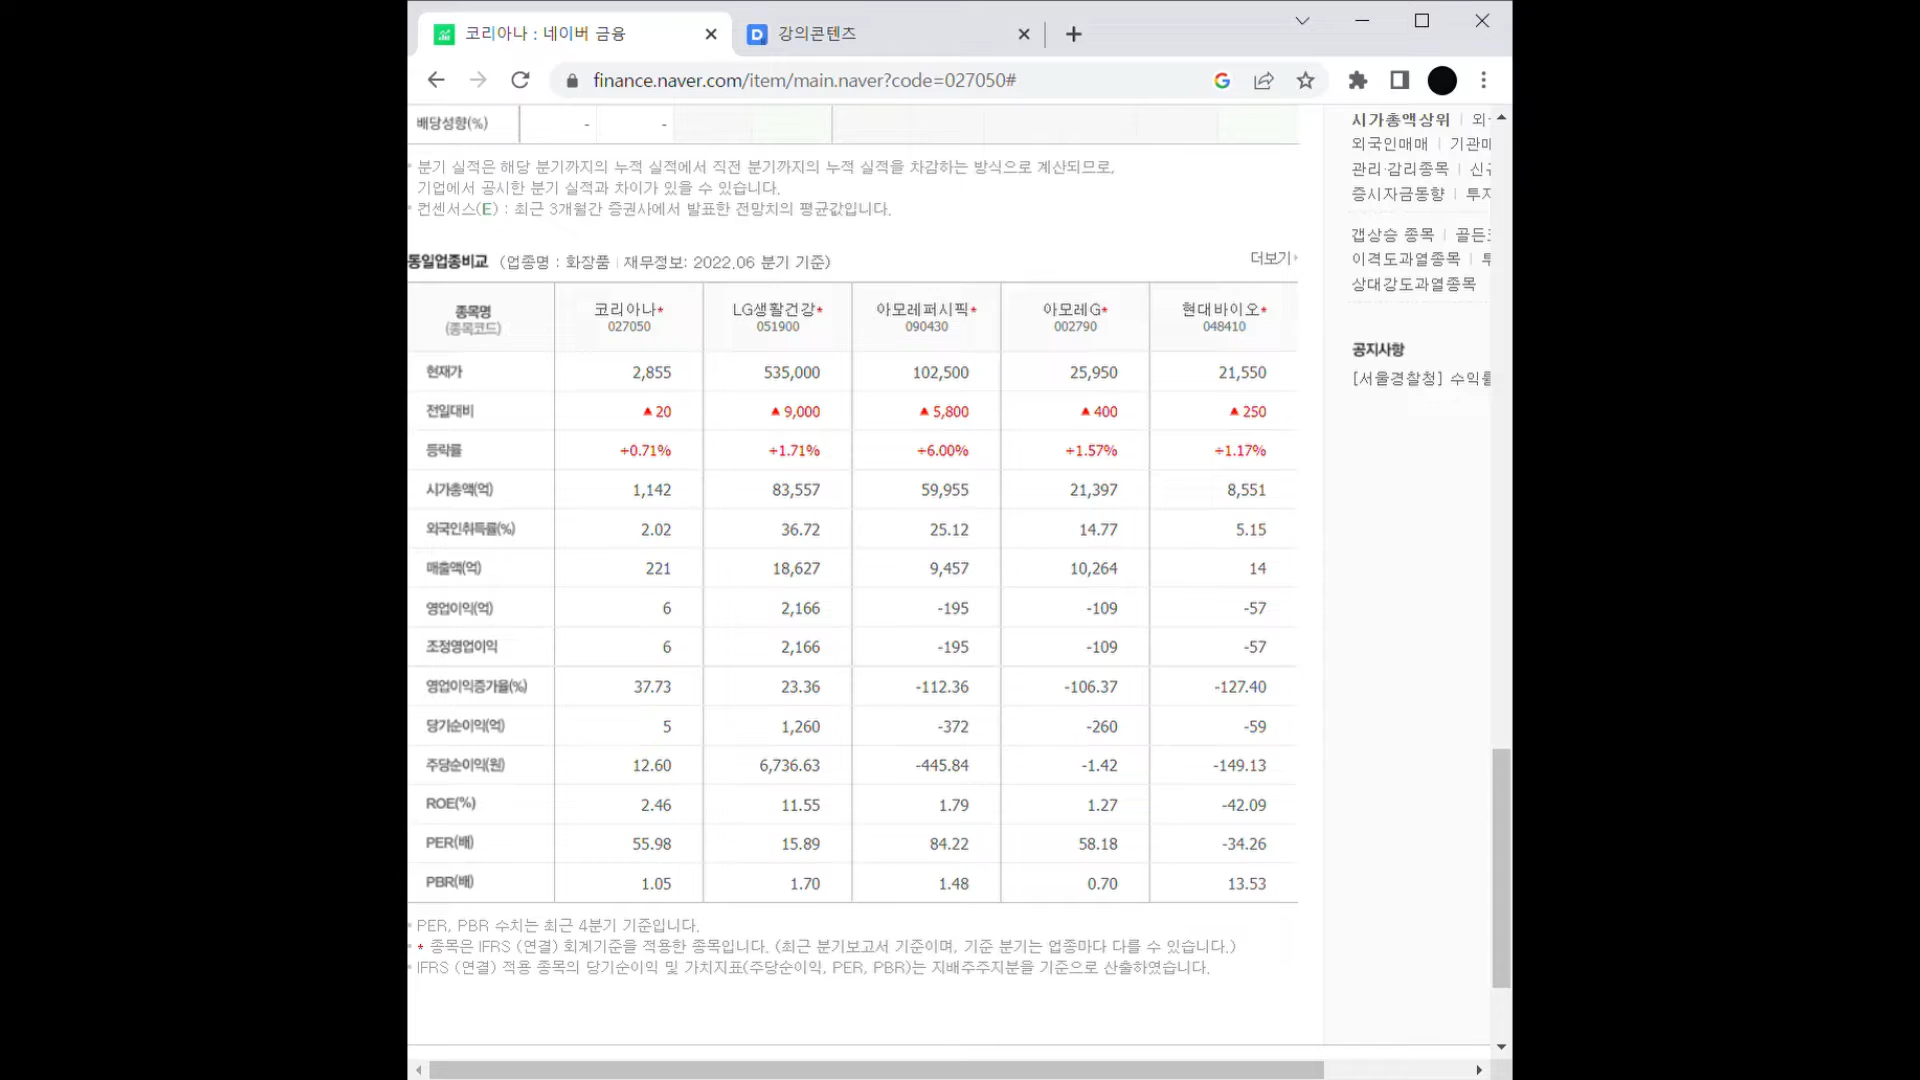 코리아나 : 네이버 금융
강의콘텐츠
finance.naver.com/item/main.naver?code=027050#
배당성향(%) - -
* 분기 실적은 해당 분기까지의 누적 실적에서 직전 분기까지의 누적 실적을 차감하는 방식으로 계산되므로,
기업에서 공시한 분기 실적과 차이가 있을 수 있습니다.
* 컨센서스(E) : 최근 3개월간 증권사에서 발표한 전망치의 평균값입니다.
동일업종비교 (업종명 : 화장품 | 재무정보: 2022.06 분기 기준) 더보기
종목명 코리아나* LG생활건강* 아모레퍼시픽* 아모레G* 현대바이오*
(종목코드) 027050 051900 090430 002790 048410
현재가 2,855 535,000 102,500 25,950 21,550
전일대비 ▲20 ▲9,000 ▲5,800 ▲400 ▲250
등락률 +0.71% +1.71% +6.00% +1.57% +1.17%
시가총액(억) 1,142 83,557 59,955 21,397 8,551
외국인취득률(%) 2.02 36.72 25.12 14.77 5.15
매출액(억) 221 18,627 9,457 10,264 14
영업이익(억) 6 2,166 -195 -109 -57
조정영업이익 6 2,166 -195 -109 -57
영업이익증가율(%) 37.73 23.36 -112.36 -106.37 -127.40
당기순이익(억) 5 1,260 -372 -260 -59
주당순이익(원) 12.60 6,736.63 -445.84 -1.42 -149.13
ROE(%) 2.46 11.55 1.79 1.27 -42.09
PER(배) 55.98 15.89 84.22 58.18 -34.26
PBR(배) 1.05 1.70 1.48 0.70 13.53
* PER, PBR 수치는 최근 4분기 기준입니다.
* * 종목은 IFRS (연결) 회계기준을 적용한 종목입니다. (최근 분기보고서 기준이며, 기준 분기는 업종마다 다를 수 있습니다.)
* IFRS (연결) 적용 종목의 당기순이익 및 가치지표(주당순이익, PER, PBR)는 지배주주지분을 기준으로 산출하였습니다.
시가총액상위 | 외
외국인매매 | 기관매
관리·감리종목 | 신규
증시자금동향 | 투자
갭상승 종목 | 골든
이격도과열종목 | 투
상대강도과열종목
공지사항
[서울경찰청] 수익률